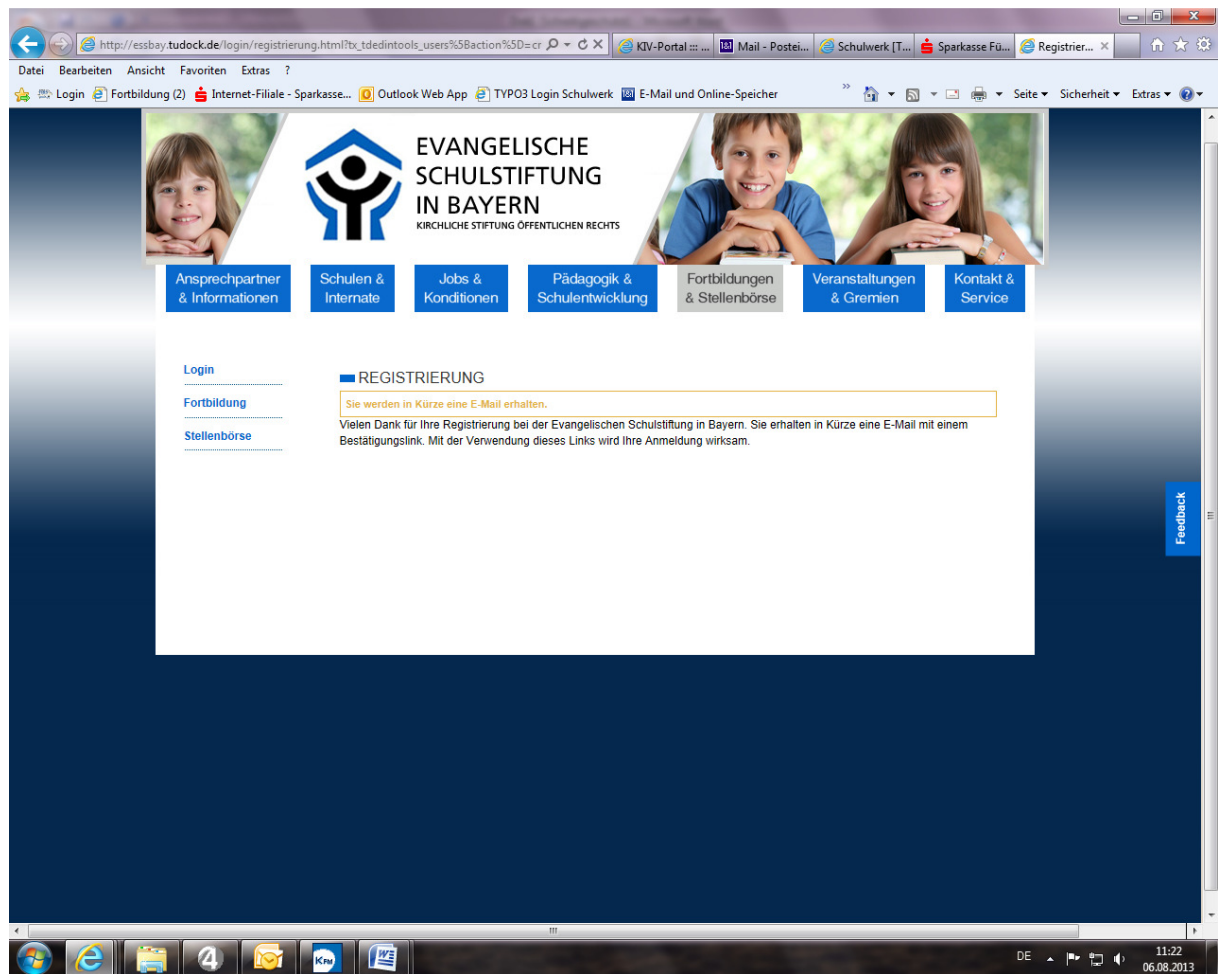 http://essbay.tudock.de/login/registrierung.html?tx_tdedintools_users%5Baction%5D=cr
KIV-Portal ::: ...
Mail - Postei...
Schulwerk [T...
Sparkasse Fü...
Registrier...
Datei Bearbeiten Ansicht Favoriten Extras ?
Login Fortbildung (2) Internet-Filiale - Sparkasse... Outlook Web App TYPO3 Login Schulwerk E-Mail und Online-Speicher » Seite Sicherheit Extras
EVANGELISCHE
SCHULSTIFTUNG
IN BAYERN
KIRCHLICHE STIFTUNG ÖFFENTLICHEN RECHTS
Ansprechpartner
& Informationen
Schulen &
Internate
Jobs &
Konditionen
Pädagogik &
Schulentwicklung
Fortbildungen
& Stellenbörse
Veranstaltungen
& Gremien
Kontakt &
Service
Login
Fortbildung
Stellenbörse
REGISTRIERUNG
Sie werden in Kürze eine E-Mail erhalten.
Vielen Dank für Ihre Registrierung bei der Evangelischen Schulstiftung in Bayern. Sie erhalten in Kürze eine E-Mail mit einem
Bestätigungslink. Mit der Verwendung dieses Links wird Ihre Anmeldung wirksam.
Feedback
KFM
DE
11:22
06.08.2013